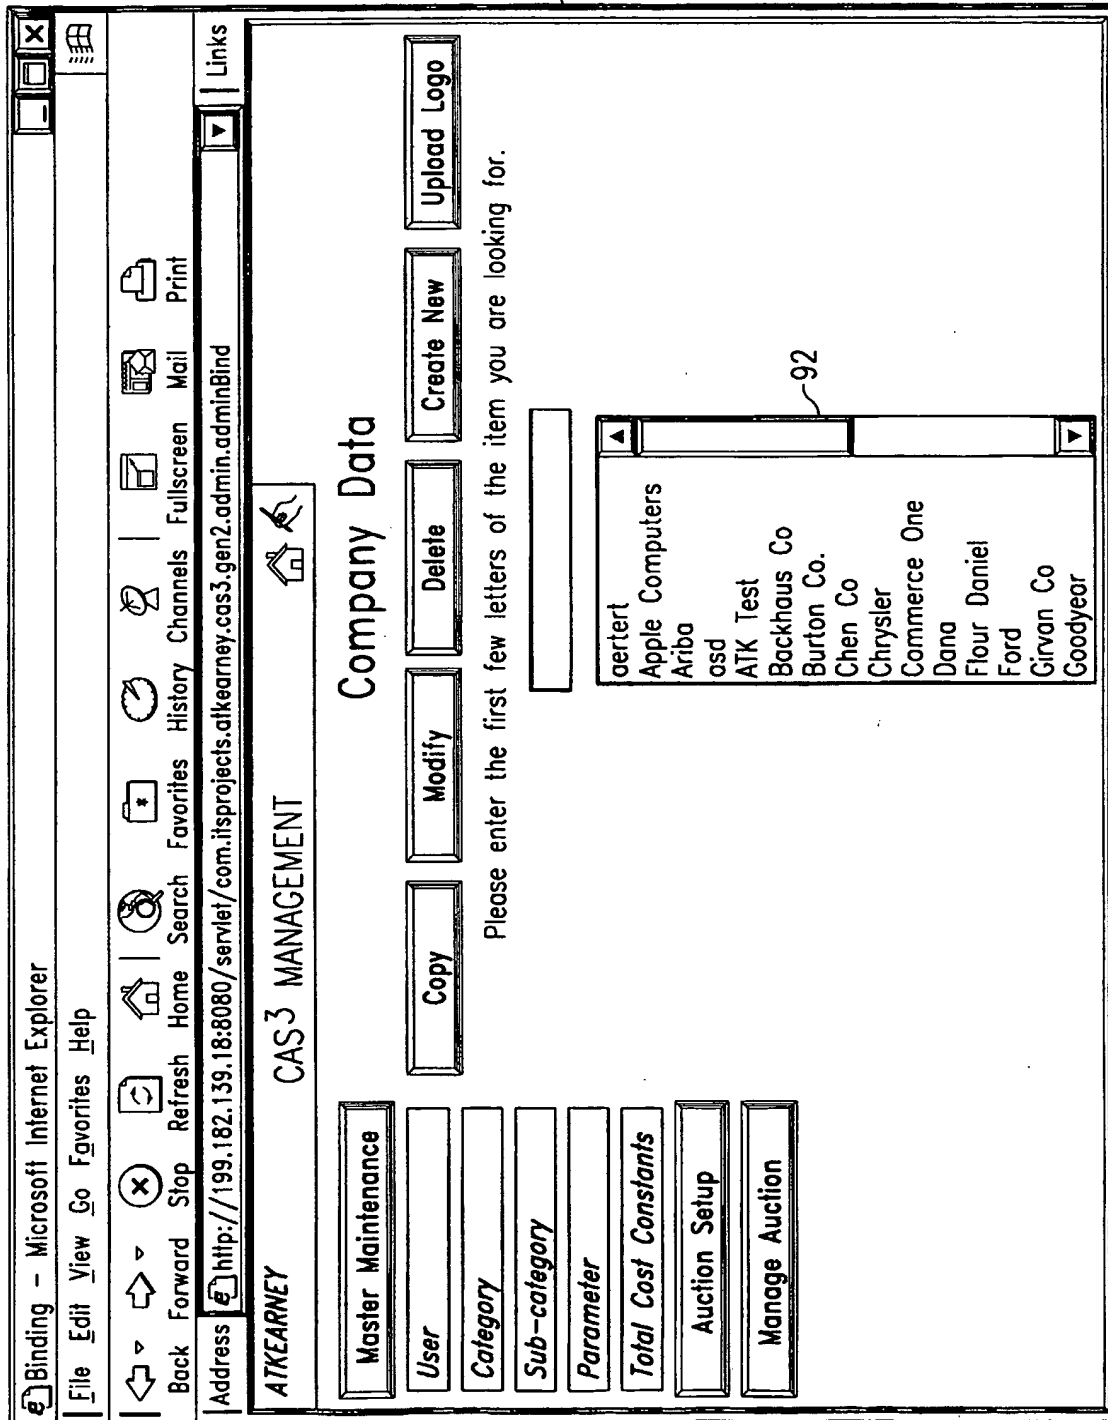 Binding – Microsoft Internet Explorer
File Edit View Go Favorites Help
Back Forward Stop Refresh Home Search Favorites History Channels Fullscreen Mail Print
Address http://199.182.139.18:8080/servlet/com.itsprojects.atkearney.cas3.gen2.admin.adminBind Links
ATKEARNEY CAS3 MANAGEMENT
Master Maintenance
User
Category
Sub-category
Parameter
Total Cost Constants
Auction Setup
Manage Auction
Company Data
Copy Modify Delete Create New Upload Logo
Please enter the first few letters of the item you are looking for.
aertert
Apple Computers
Ariba
asd
ATK Test
Backhaus Co
Burton Co.
Chen Co
Chrysler
Commerce One
Dana
Flour Daniel
Ford
Girvan Co
Goodyear
92